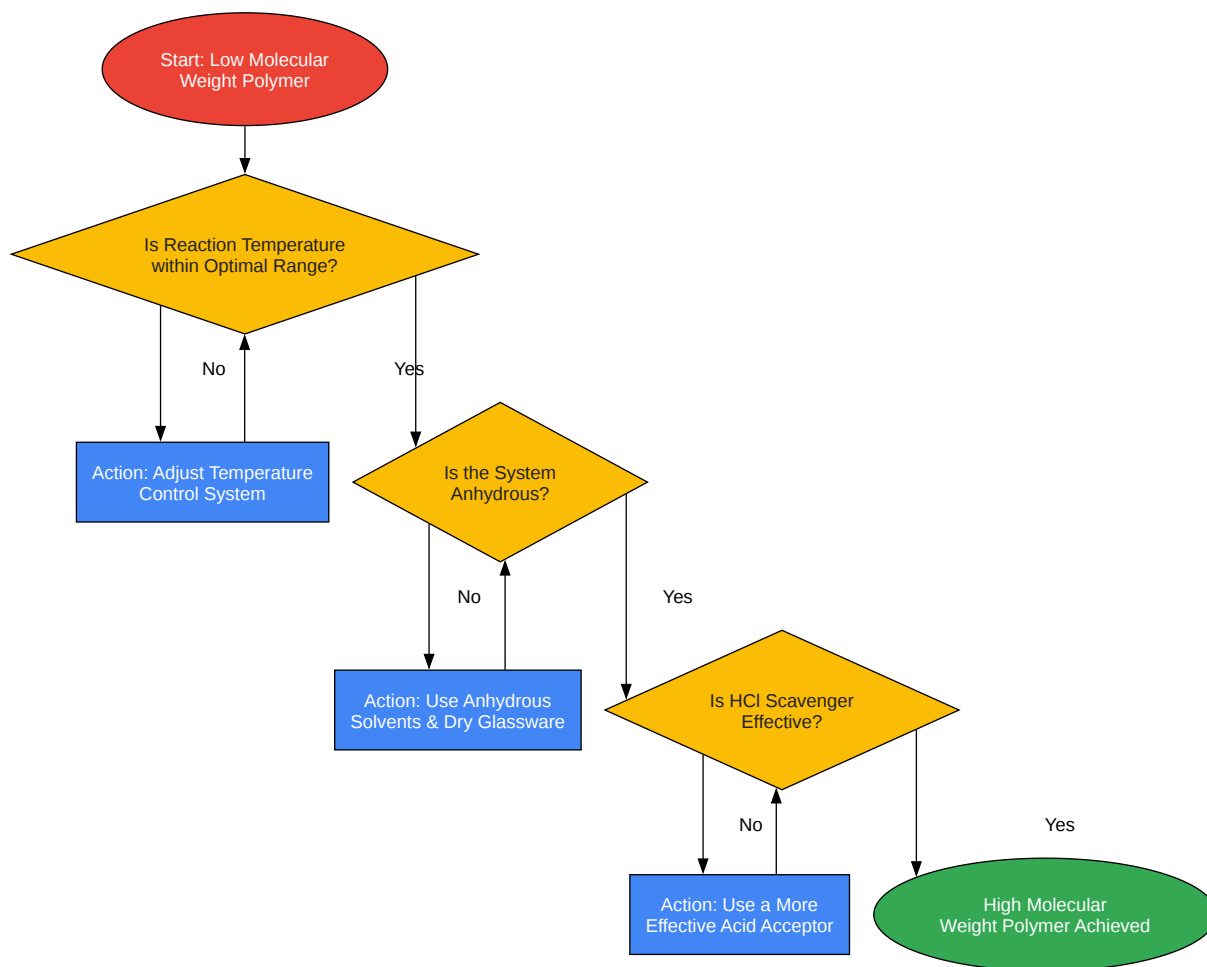 Start: Low Molecular
Weight Polymer
Is Reaction Temperature
within Optimal Range?
No
Yes
Action: Adjust Temperature
Control System
Is the System
Anhydrous?
No
Yes
Action: Use Anhydrous
Solvents & Dry Glassware
Is HCl Scavenger
Effective?
No
Yes
Action: Use a More
Effective Acid Acceptor
High Molecular
Weight Polymer Achieved